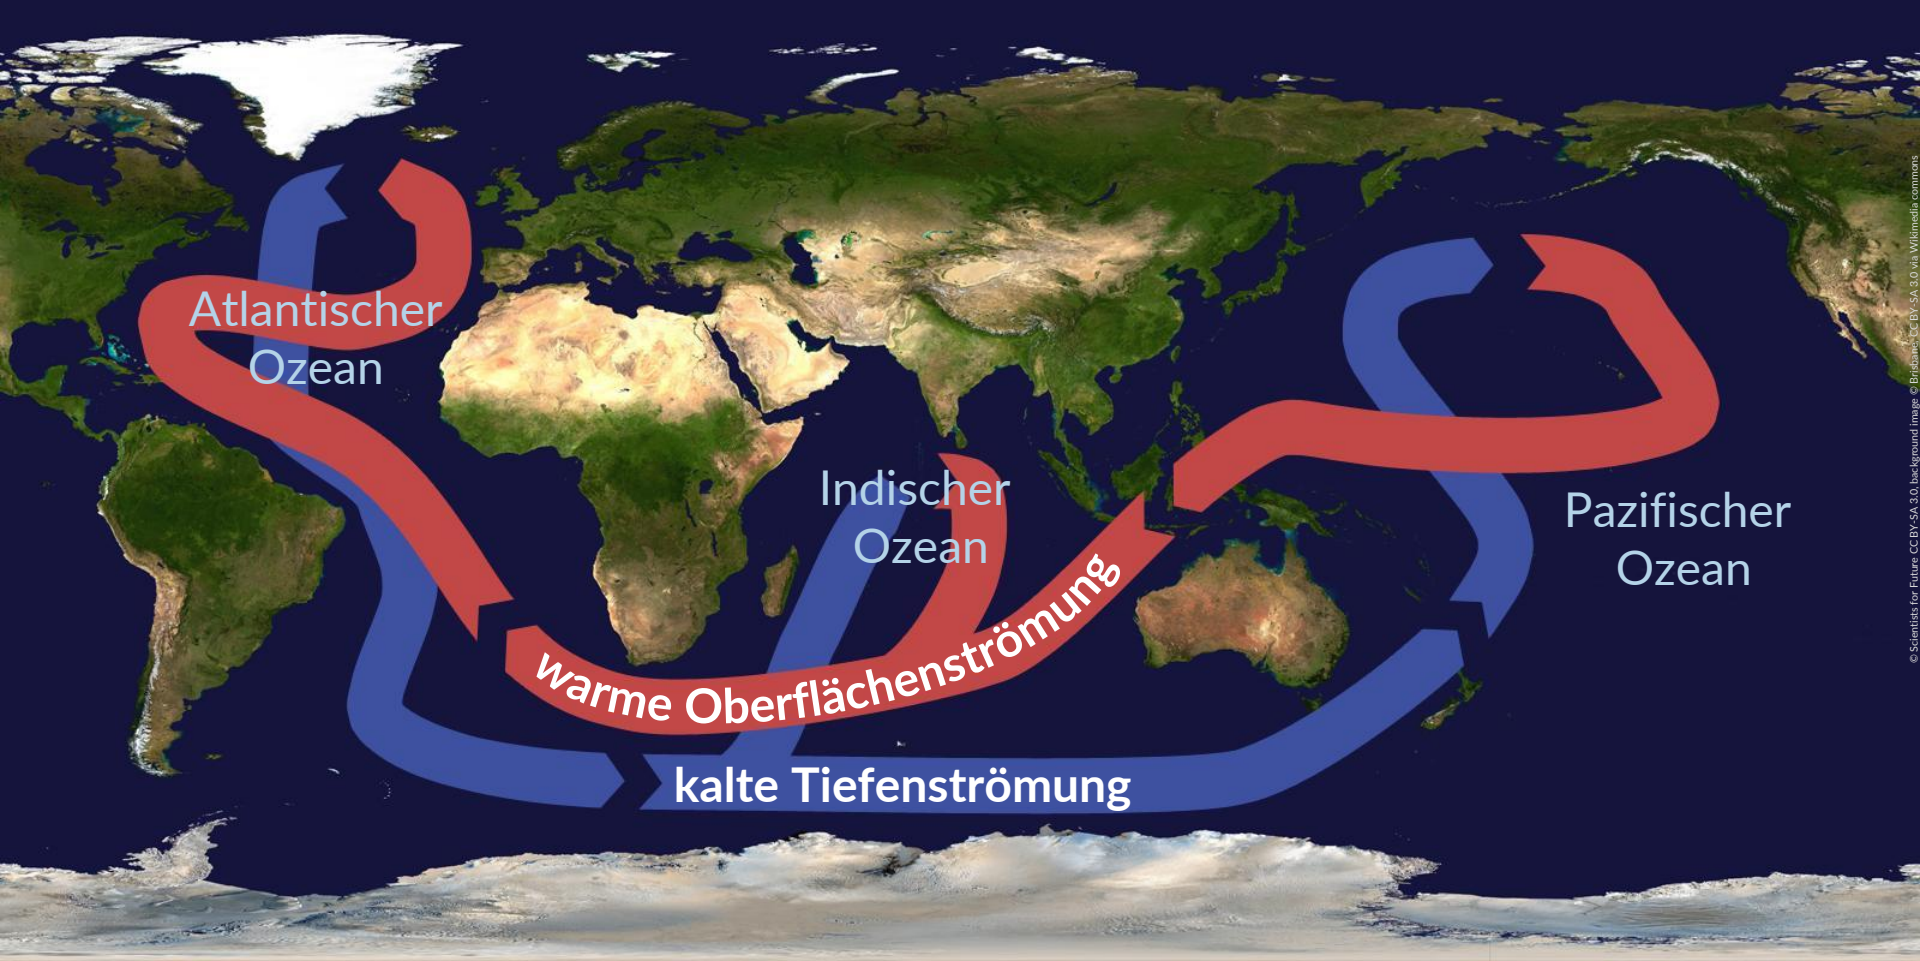 Atlantischer
Ozean
Indischer
Ozean
Pazifischer
Ozean
warme Oberflächenströmung
kalte Tiefenströmung
© Scientists for Future CC BY-SA 3.0, background image © Brisbane, CC BY-SA 3.0 via Wikimedia commons